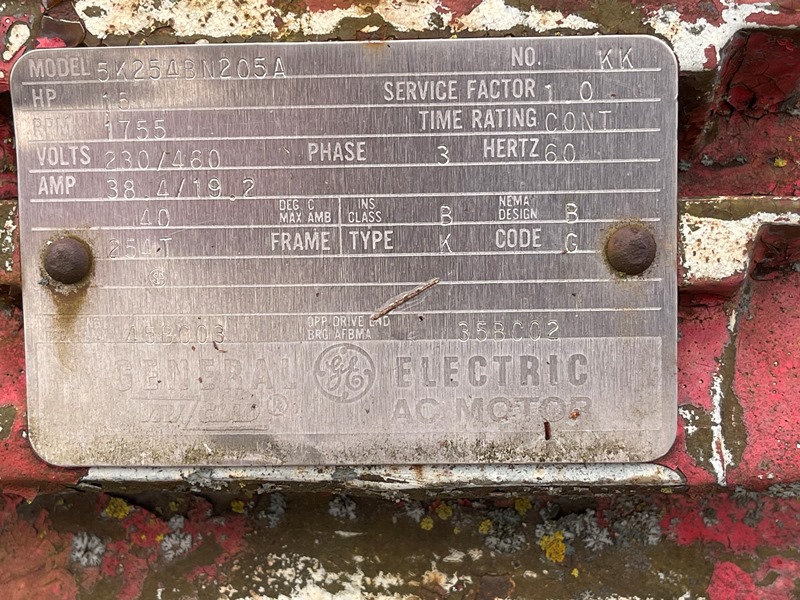 MODEL 5K254BN205A NO. KK
HP 15 SERVICE FACTOR 1.0
RPM 1755 TIME RATING CONT
VOLTS 230/460 PHASE 3 HERTZ 60
AMP 38.4/19.2
40 DEG C MAX AMB INS CLASS B NEMA DESIGN B
254T FRAME TYPE K CODE G
45BC03 OPP DRIVE END BRG AFBMA 35BC02
GENERAL GE ELECTRIC
AC MOTOR